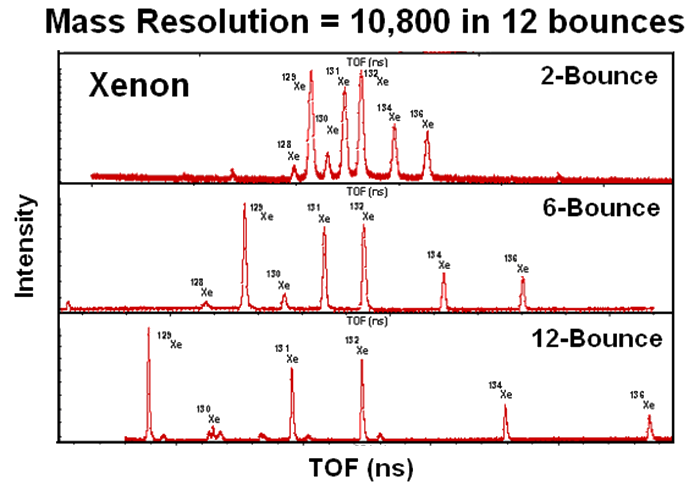 Mass Resolution = 10,800 in 12 bounces
TOF (ns)
Xenon
2-Bounce
128
Xe
129
Xe
130
Xe
131
Xe
132
Xe
134
Xe
136
Xe
TOF (ns)
6-Bounce
128
Xe
129
Xe
130
Xe
131
Xe
132
Xe
134
Xe
136
Xe
TOF (ns)
12-Bounce
129
Xe
130
Xe
131
Xe
132
Xe
134
Xe
136
Xe
Intensity
TOF (ns)